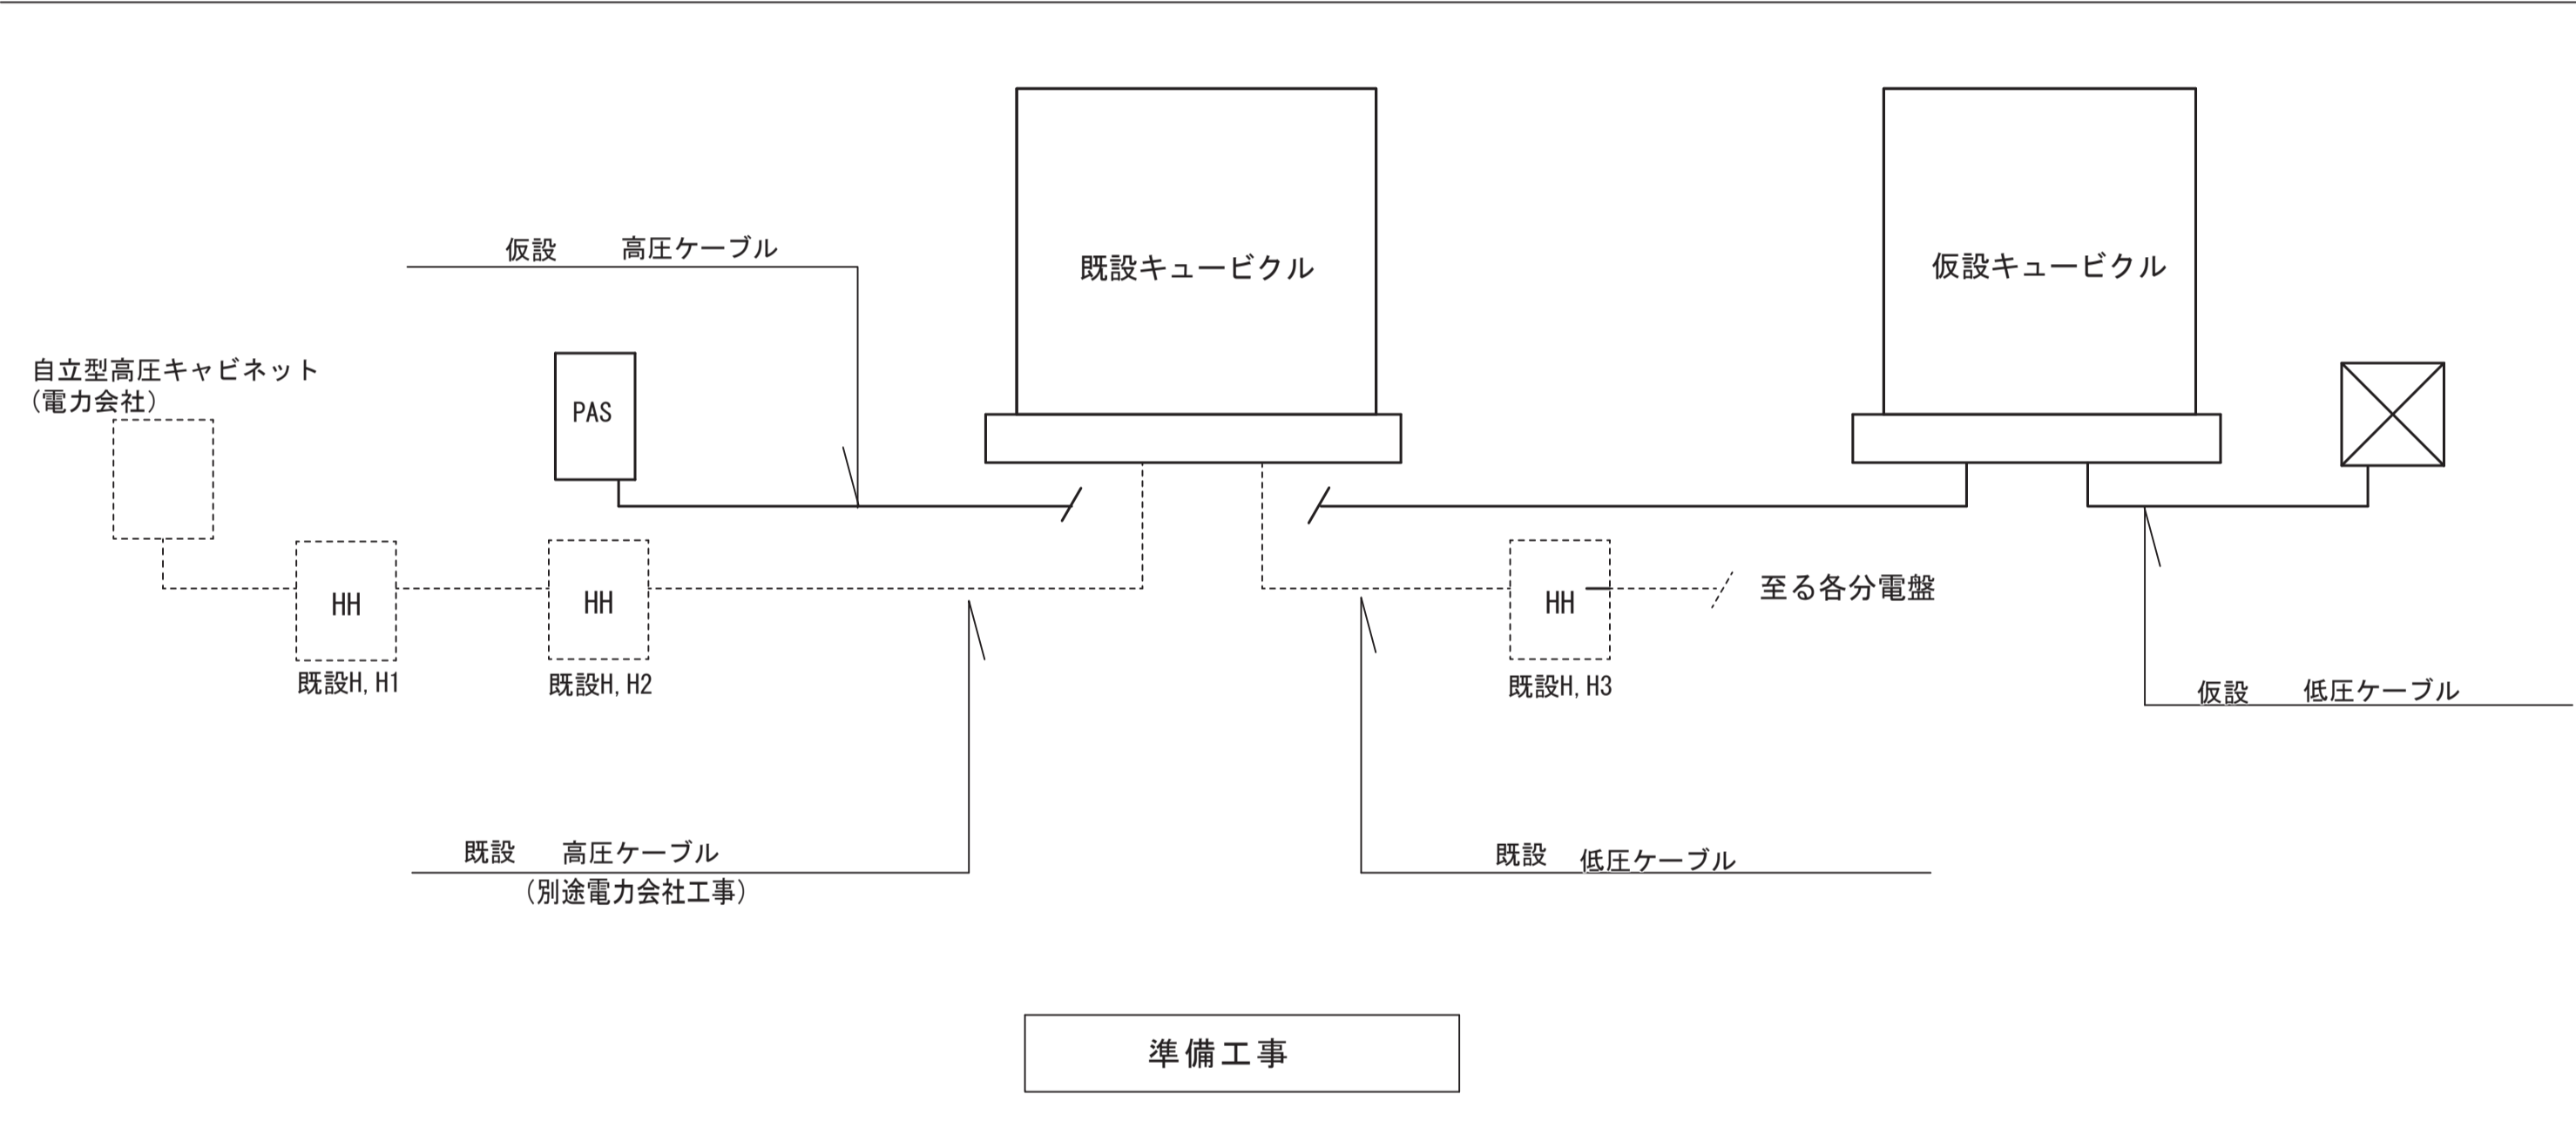 仮設 高圧ケーブル
既設キュービクル
仮設キュービクル
自立型高圧キャビネット
(電力会社)
PAS
HH
既設H,H1
HH
既設H,H2
HH
既設H,H3
至る各分電盤
仮設 低圧ケーブル
既設 高圧ケーブル
(別途電力会社工事)
既設 低圧ケーブル
準備工事